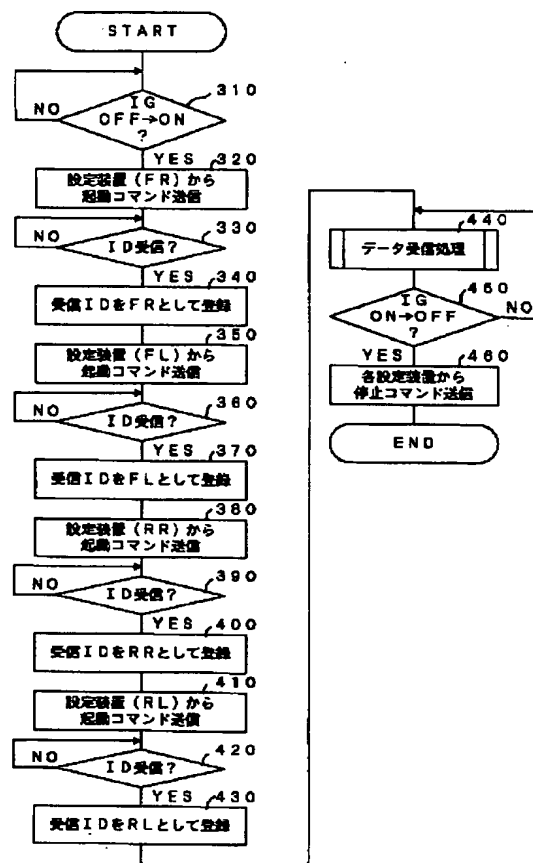 START
310
IG
OFF→ON
?
NO
YES
320
設定装置(FR)から
起動コマンド送信
330
NO
ID受信?
YES
340
受信IDをFRとして登録
350
設定装置(FL)から
起動コマンド送信
360
NO
ID受信?
YES
370
受信IDをFLとして登録
380
設定装置(RR)から
起動コマンド送信
390
NO
ID受信?
YES
400
受信IDをRRとして登録
410
設定装置(RL)から
起動コマンド送信
420
NO
ID受信?
YES
430
受信IDをRLとして登録
440
データ受信処理
450
IG
ON→OFF
?
NO
YES
460
各設定装置から
停止コマンド送信
END